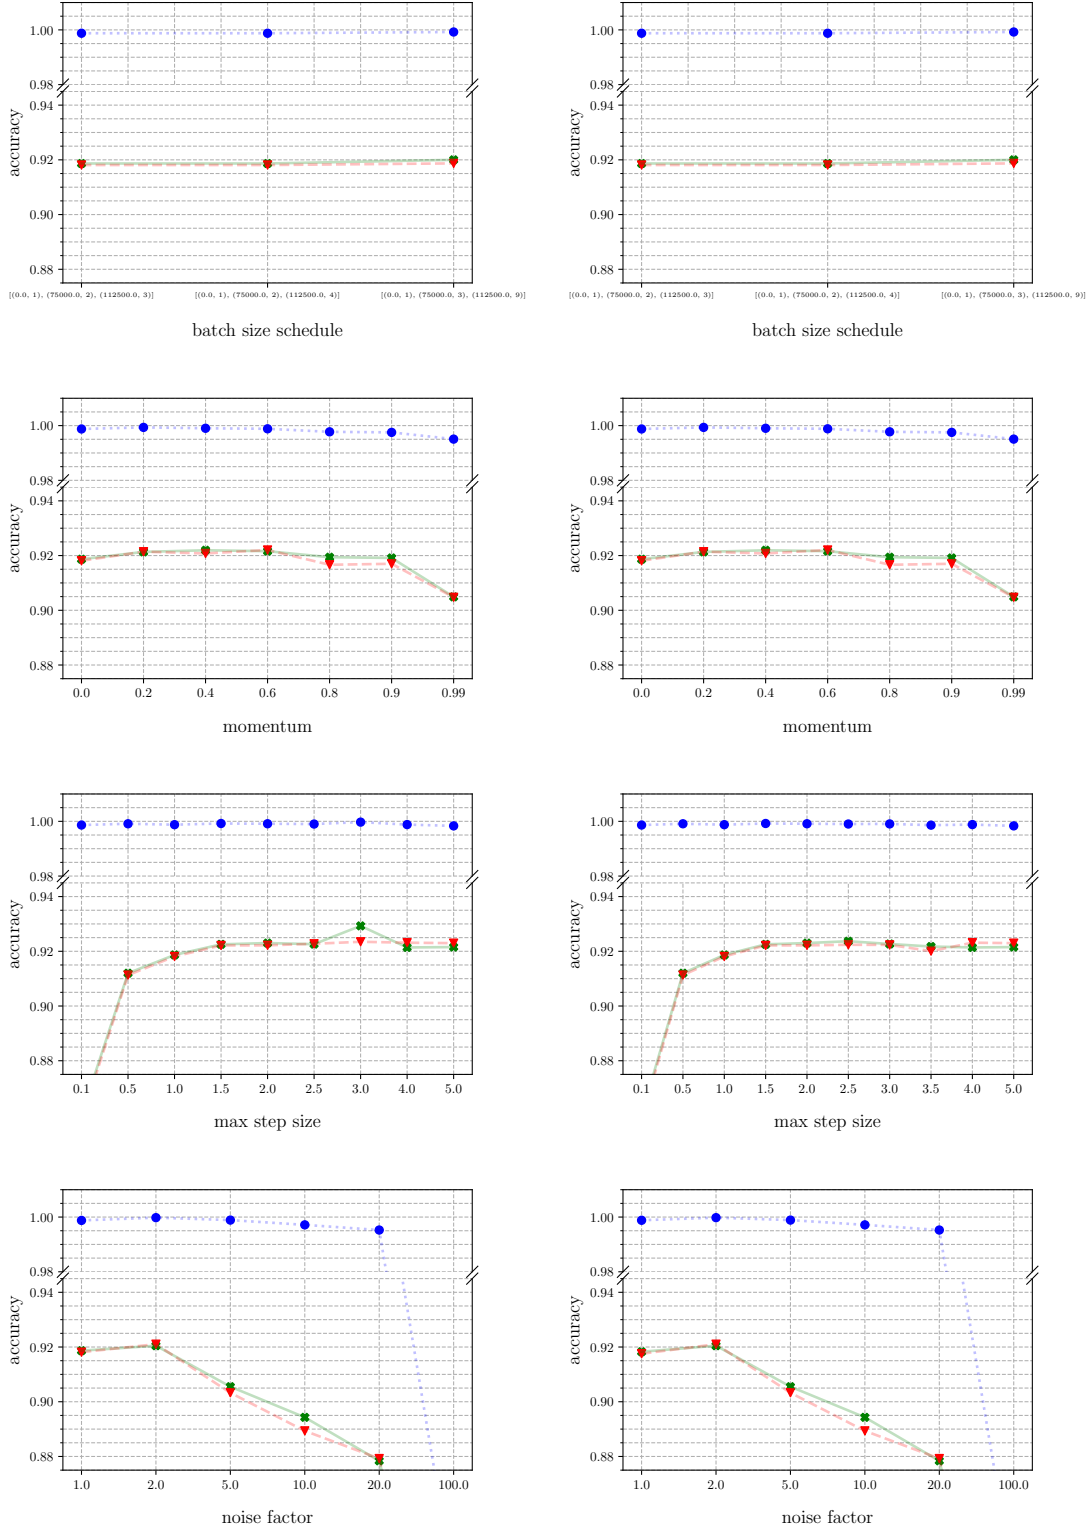 1.00
0.98
0.94
0.92
0.90
0.88
accuracy
[(0.0, 1), (75000.0, 2), (112500.0, 3)] [(0.0, 1), (75000.0, 2), (112500.0, 4)] [(0.0, 1), (75000.0, 3), (112500.0, 9)]
batch size schedule
1.00
0.98
0.94
0.92
0.90
0.88
accuracy
[(0.0, 1), (75000.0, 2), (112500.0, 3)] [(0.0, 1), (75000.0, 2), (112500.0, 4)] [(0.0, 1), (75000.0, 3), (112500.0, 9)]
batch size schedule
1.00
0.98
0.94
0.92
0.90
0.88
accuracy
0.0 0.2 0.4 0.6 0.8 0.9 0.99
momentum
1.00
0.98
0.94
0.92
0.90
0.88
accuracy
0.0 0.2 0.4 0.6 0.8 0.9 0.99
momentum
1.00
0.98
0.94
0.92
0.90
0.88
accuracy
0.1 0.5 1.0 1.5 2.0 2.5 3.0 4.0 5.0
max step size
1.00
0.98
0.94
0.92
0.90
0.88
accuracy
0.1 0.5 1.0 1.5 2.0 2.5 3.0 3.5 4.0 5.0
max step size
1.00
0.98
0.94
0.92
0.90
0.88
accuracy
1.0 2.0 5.0 10.0 20.0 100.0
noise factor
1.00
0.98
0.94
0.92
0.90
0.88
accuracy
1.0 2.0 5.0 10.0 20.0 100.0
noise factor